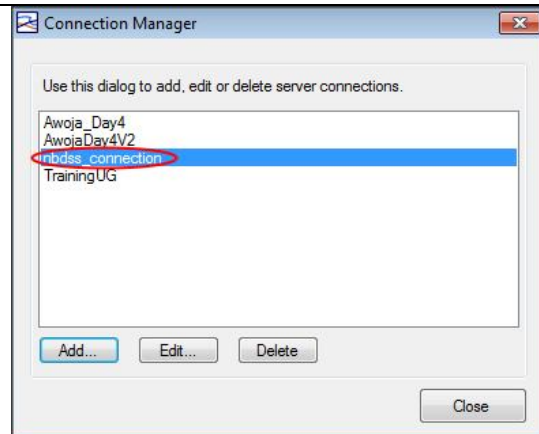 Connection Manager
Use this dialog to add, edit or delete server connections.
Awoja_Day4
AwojaDay4V2
nbdss_connection
TrainingUG
Add... Edit... Delete
Close